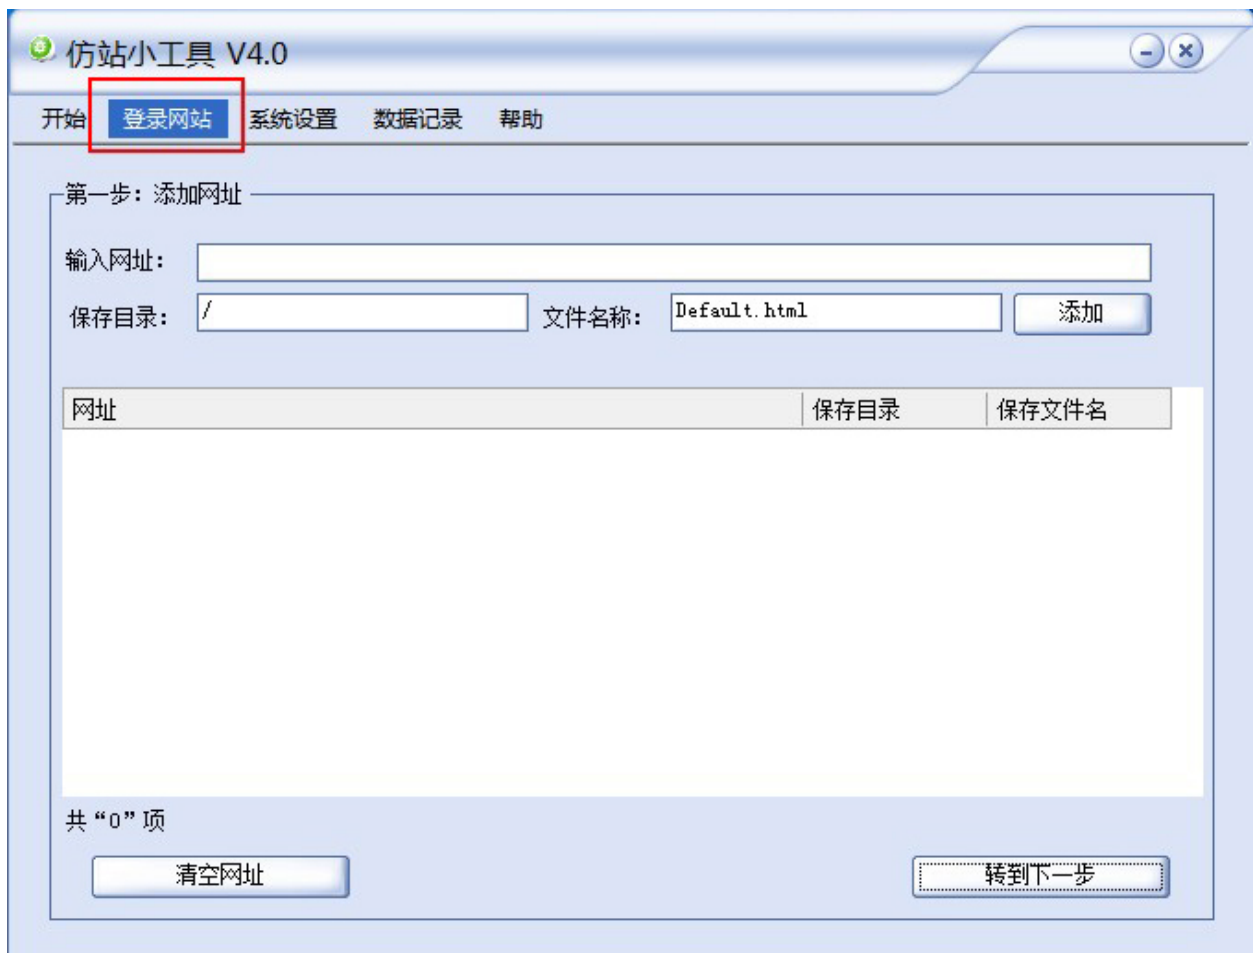 仿站小工具 V4.0
开始 登录网站 系统设置 数据记录 帮助
第一步：添加网址
输入网址：
保存目录： / 文件名称： Default.html 添加
网址 保存目录 保存文件名
共“0”项
清空网址 转到下一步